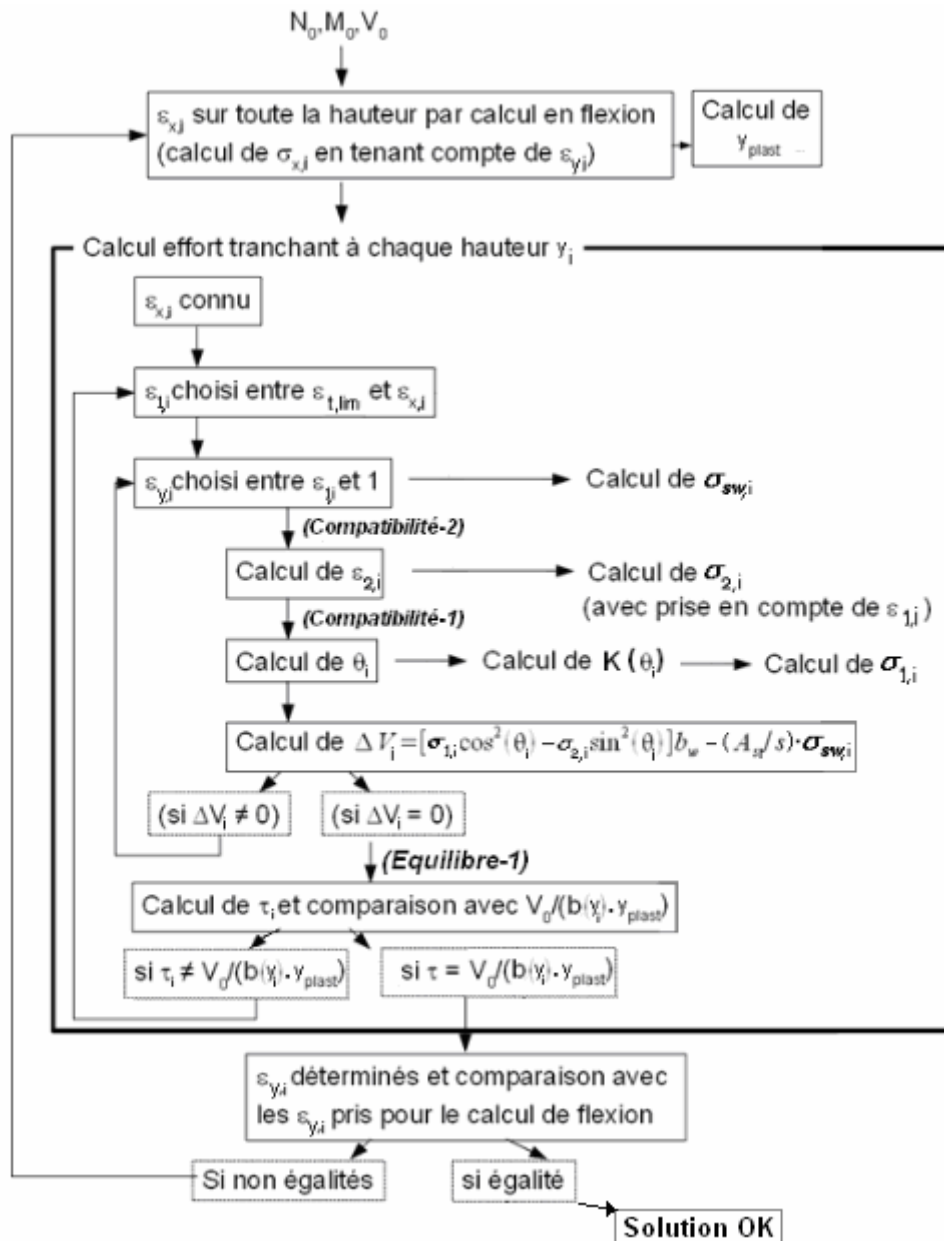 N₀,M₀,V₀
εx,i sur toute la hauteur par calcul en flexion
(calcul de σx,i en tenant compte de εyi)
Calcul de
yplast ..
Calcul effort tranchant à chaque hauteur yi
εx,i connu
ε1,i choisi entre εt,lim et εx,i
εy,i choisi entre ε1,i et 1
Calcul de σsw,i
(Compatibilité-2)
Calcul de ε2,i
Calcul de σ2,i
(avec prise en compte de ε1,i)
(Compatibilité-1)
Calcul de θi
Calcul de K(θi)
Calcul de σ1,i
Calcul de ΔVi=[σ1,i cos²(θi)−σ2,i sin²(θi)]bw−(Ast/s)·σsw,i
(si ΔVi ≠ 0)
(si ΔVi = 0)
(Equilibre-1)
Calcul de τi et comparaison avec V₀/(b(yi).yplast)
si τi ≠ V₀/(b(yi).yplast)
si τ = V₀/(b(yi).yplast)
εy,i déterminés et comparaison avec
les εy,i pris pour le calcul de flexion
Si non égalités
si égalité
Solution OK